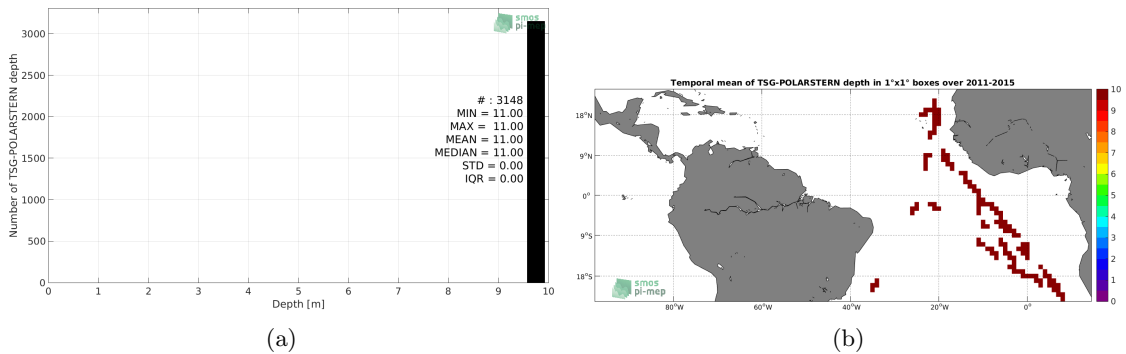 3000
2500
2000
1500
1000
500
0
Number of TSG-POLARSTERN depth
smos
pi-mep
# : 3148
MIN = 11.00
MAX = 11.00
MEAN = 11.00
MEDIAN = 11.00
STD = 0.00
IQR = 0.00
0 1 2 3 4 5 6 7 8 9 10
Depth [m]
(a)
Temporal mean of TSG-POLARSTERN depth in 1°x1° boxes over 2011-2015
18°N
9°N
0°
9°S
18°S
smos
pi-mep
80°W 60°W 40°W 20°W 0°
10
9
8
7
6
5
4
3
2
1
0
(b)